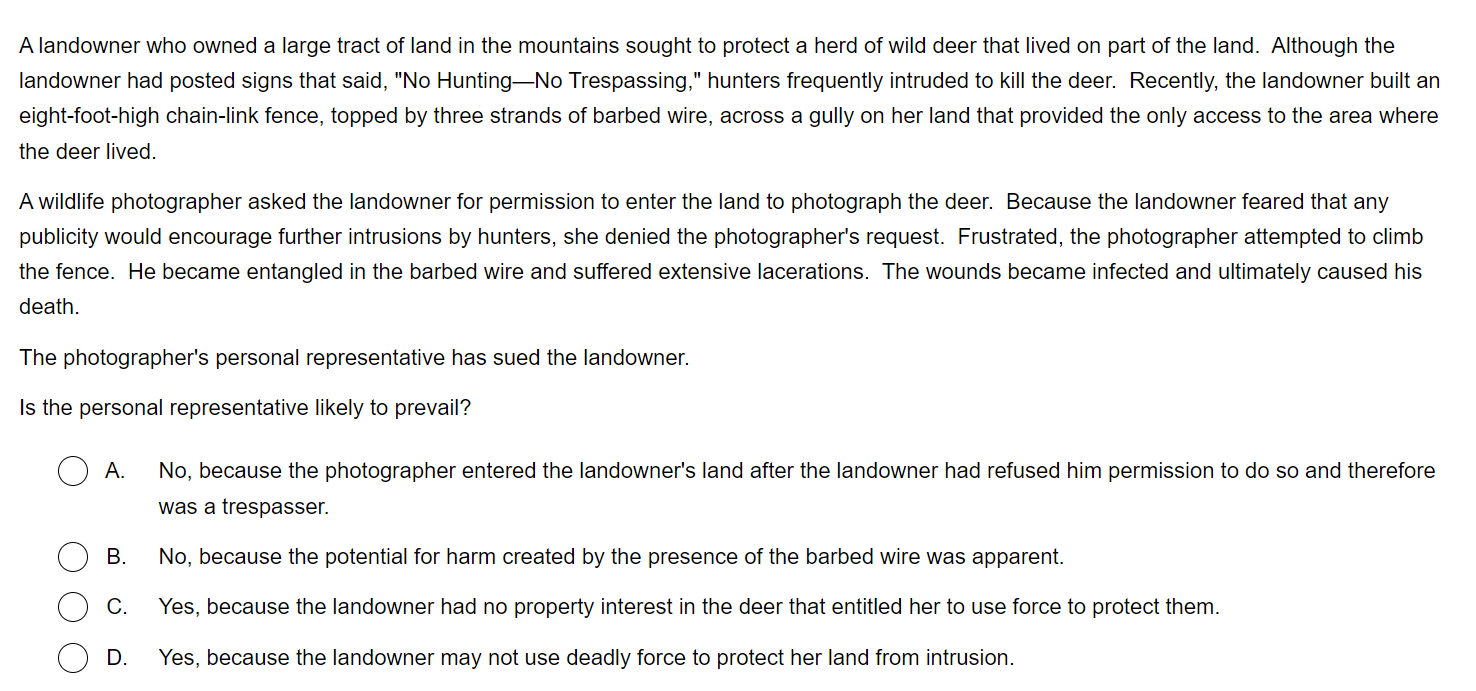 A landowner who owned a large tract of land in the mountains sought to protect a herd of wild deer that lived on part of the land.  Although the
landowner had posted signs that said, "No Hunting—No Trespassing," hunters frequently intruded to kill the deer.  Recently, the landowner built an
eight-foot-high chain-link fence, topped by three strands of barbed wire, across a gully on her land that provided the only access to the area where
the deer lived.
A wildlife photographer asked the landowner for permission to enter the land to photograph the deer.  Because the landowner feared that any
publicity would encourage further intrusions by hunters, she denied the photographer's request.  Frustrated, the photographer attempted to climb
the fence.  He became entangled in the barbed wire and suffered extensive lacerations.  The wounds became infected and ultimately caused his
death.
The photographer's personal representative has sued the landowner.
Is the personal representative likely to prevail?
A. No, because the photographer entered the landowner's land after the landowner had refused him permission to do so and therefore
was a trespasser.
B. No, because the potential for harm created by the presence of the barbed wire was apparent.
C. Yes, because the landowner had no property interest in the deer that entitled her to use force to protect them.
D. Yes, because the landowner may not use deadly force to protect her land from intrusion.